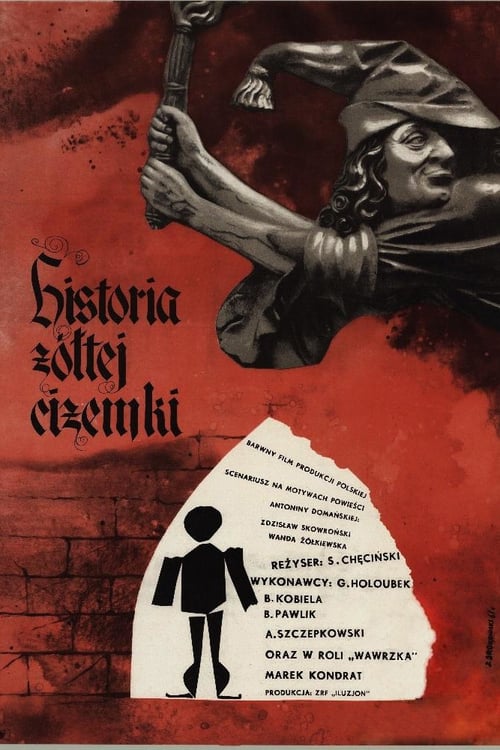 historia
żółtej
ciżemki
BARWNY FILM PRODUKCJI POLSKIEJ
SCENARIUSZ NA MOTYWACH POWIEŚCI
ANTONINY DOMAŃSKIEJ:
ZDZISŁAW SKOWROŃSKI
WANDA ŻÓŁKIEWSKA
REŻYSER: S. CHĘCIŃSKI
WYKONAWCY: G. HOLOUBEK
B. KOBIELA
B. PAWLIK
A. SZCZEPKOWSKI
ORAZ W ROLI „WAWRZKA”
MAREK KONDRAT
PRODUKCJA: ZRF „ILUZJON”